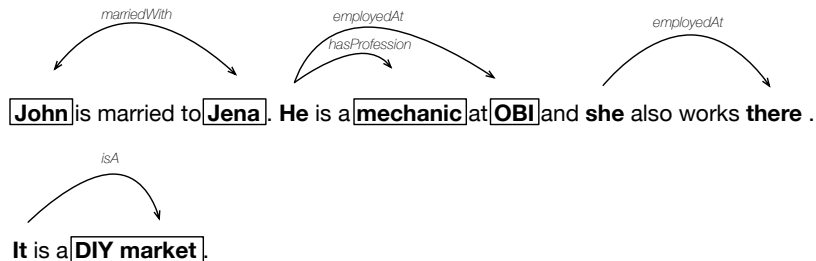 marriedWith
employedAt
employedAt
hasProfession
John is married to Jena. He is a mechanic at OBI and she also works there .
isA
It is a DIY market.